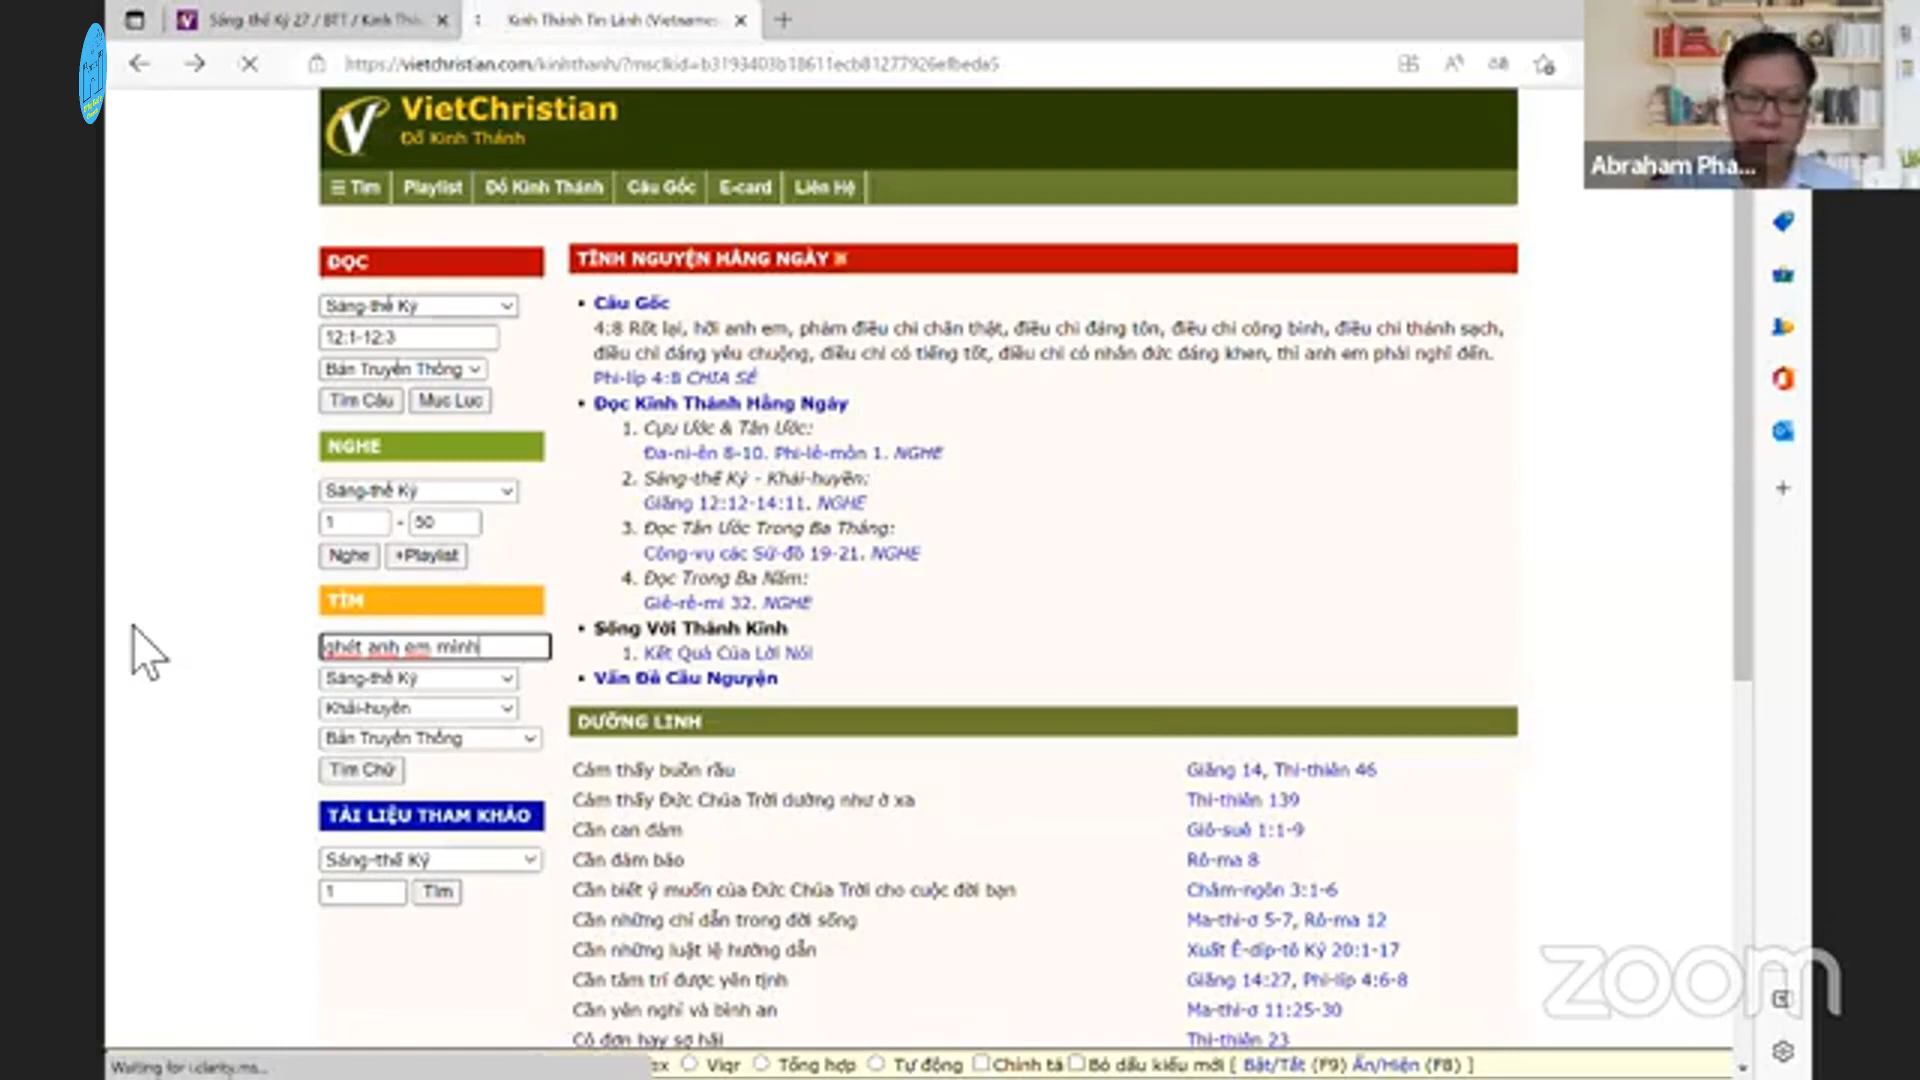 Sáng thế Ký 27 / BTT / Kinh Thá
Kinh Thánh Tin Lành (Vietname
https://vietchristian.com/kinhthanh/?msclkid=b3193403b18611ecb81277926efbeda5
VietChristian
Đố Kinh Thánh
☰ Tìm
Playlist
Đố Kinh Thánh
Câu Gốc
E-card
Liên Hệ
Abraham Pha...
ĐỌC
Sáng-thế Ký
12:1-12:3
Bản Truyền Thống
Tìm Câu
Mục Lục
NGHE
Sáng-thế Ký
1 - 50
Nghe
+Playlist
TÌM
ghét anh em mình
Sáng-thế Ký
Khải-huyền
Bản Truyền Thống
Tìm Chữ
TÀI LIỆU THAM KHẢO
Sáng-thế Ký
1
Tìm
TĨNH NGUYỆN HẰNG NGÀY
• Câu Gốc
4:8 Rốt lại, hỡi anh em, phàm điều chi chân thật, điều chi đáng tôn, điều chi công bình, điều chi thánh sạch,
điều chi đáng yêu chuộng, điều chi có tiếng tốt, điều chi có nhân đức đáng khen, thì anh em phải nghĩ đến.
Phi-líp 4:8 CHIA SẺ
• Đọc Kinh Thánh Hằng Ngày
1. Cựu Ước & Tân Ước:
Đa-ni-ên 8-10. Phi-lê-môn 1. NGHE
2. Sáng-thế Ký - Khải-huyền:
Giăng 12:12-14:11. NGHE
3. Đọc Tân Ước Trong Ba Tháng:
Công-vụ các Sứ-đồ 19-21. NGHE
4. Đọc Trong Ba Năm:
Giê-rê-mi 32. NGHE
• Sống Với Thánh Kinh
1. Kết Quả Của Lời Nói
• Vấn Đề Cầu Nguyện
DƯỠNG LINH
Cảm thấy buồn rầu Giăng 14, Thi-thiên 46
Cảm thấy Đức Chúa Trời dường như ở xa Thi-thiên 139
Cần can đảm Giô-suê 1:1-9
Cần đảm bảo Rô-ma 8
Cần biết ý muốn của Đức Chúa Trời cho cuộc đời bạn Châm-ngôn 3:1-6
Cần những chỉ dẫn trong đời sống Ma-thi-ơ 5-7, Rô-ma 12
Cần những luật lệ hướng dẫn Xuất Ê-díp-tô Ký 20:1-17
Cần tâm trí được yên tịnh Giăng 14:27, Phi-líp 4:6-8
Cần yên nghỉ và bình an Ma-thi-ơ 11:25-30
Cô đơn hay sợ hãi Thi-thiên 23
Waiting for i.clarity.ms...
Viqr Tổng hợp Tự động Chính tả Bỏ dấu kiểu mới [ Bật/Tắt (F9) Ẩn/Hiện (F8) ]
zoom